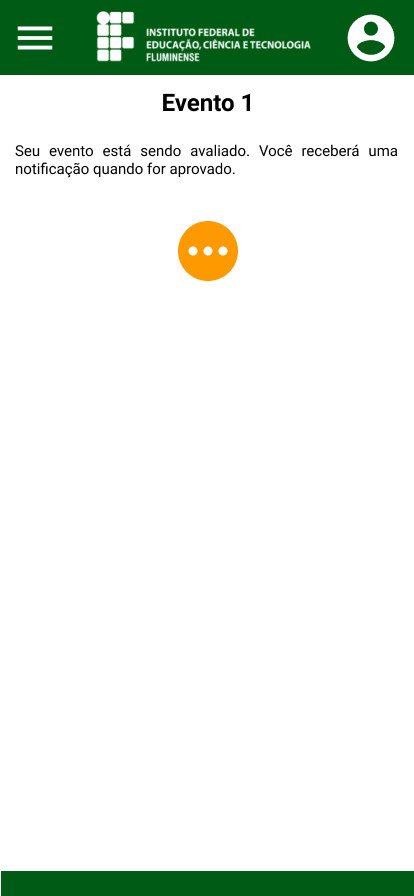 INSTITUTO FEDERAL DE
EDUCAÇÃO, CIÊNCIA E TECNOLOGIA
FLUMINENSE
Evento 1
Seu evento está sendo avaliado. Você receberá uma
notificação quando for aprovado.